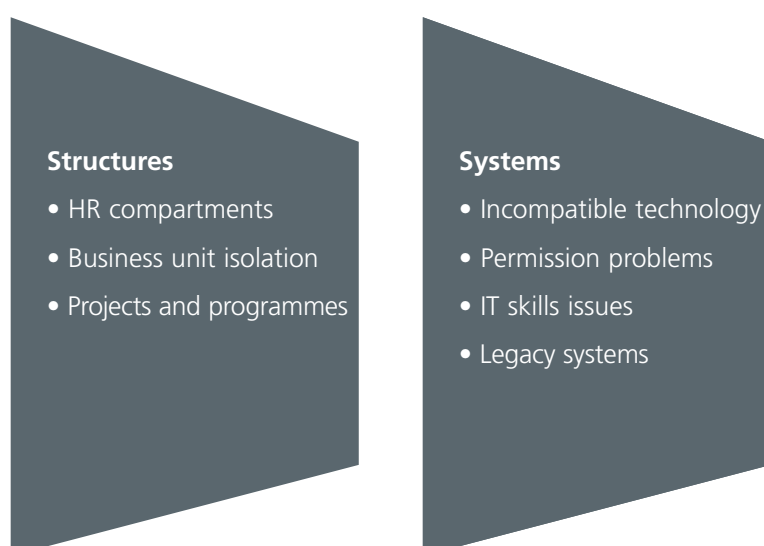 Structures
• HR compartments
• Business unit isolation
• Projects and programmes
Systems
• Incompatible technology
• Permission problems
• IT skills issues
• Legacy systems